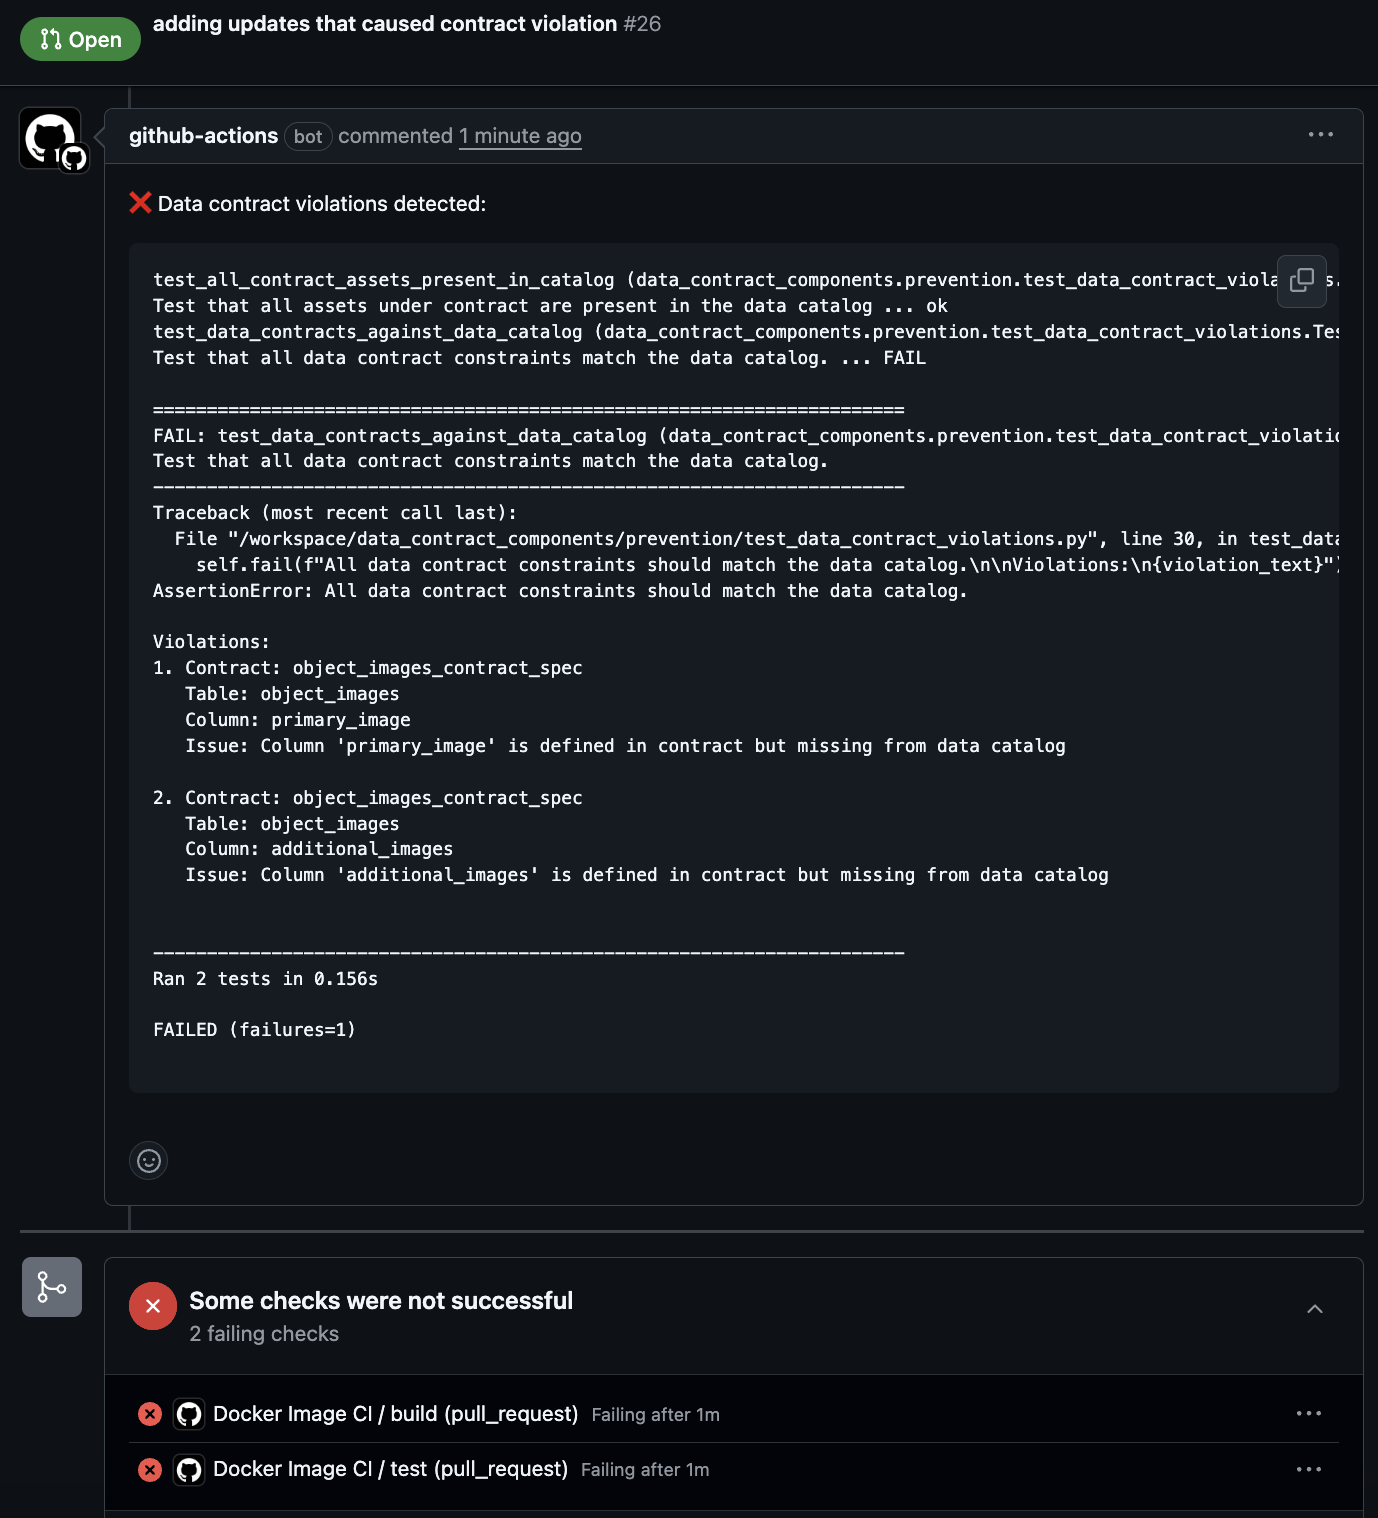 Open
adding updates that caused contract violation #26
github-actions bot commented 1 minute ago
❌ Data contract violations detected:
test_all_contract_assets_present_in_catalog (data_contract_components.prevention.test_data_contract_viola s.
Test that all assets under contract are present in the data catalog ... ok
test_data_contracts_against_data_catalog (data_contract_components.prevention.test_data_contract_violations.Tes
Test that all data contract constraints match the data catalog. ... FAIL
======================================================================
FAIL: test_data_contracts_against_data_catalog (data_contract_components.prevention.test_data_contract_violatio
Test that all data contract constraints match the data catalog.
----------------------------------------------------------------------
Traceback (most recent call last):
File "/workspace/data_contract_components/prevention/test_data_contract_violations.py", line 30, in test_data
self.fail(f"All data contract constraints should match the data catalog.\n\nViolations:\n{violation_text}")
AssertionError: All data contract constraints should match the data catalog.
Violations:
1. Contract: object_images_contract_spec
Table: object_images
Column: primary_image
Issue: Column 'primary_image' is defined in contract but missing from data catalog
2. Contract: object_images_contract_spec
Table: object_images
Column: additional_images
Issue: Column 'additional_images' is defined in contract but missing from data catalog
----------------------------------------------------------------------
Ran 2 tests in 0.156s
FAILED (failures=1)
Some checks were not successful
2 failing checks
Docker Image CI / build (pull_request) Failing after 1m
Docker Image CI / test (pull_request) Failing after 1m